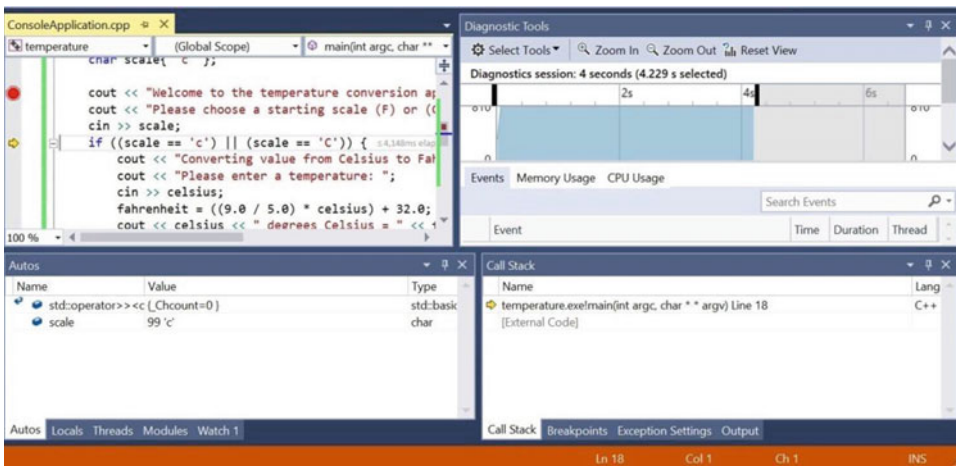 ConsoleApplication.cpp
temperature (Global Scope) main(int argc, char **
char scale{ 'c' };
cout << "Welcome to the temperature conversion ap
cout << "Please choose a starting scale (F) or (C
cin >> scale;
if ((scale == 'c') || (scale == 'C')) { ≤4,148ms elap
cout << "Converting value from Celsius to Fah
cout << "Please enter a temperature: ";
cin >> celsius;
fahrenheit = ((9.0 / 5.0) * celsius) + 32.0;
cout << celsius << " degrees Celsius = " << f
100 %
Diagnostic Tools
Select Tools Zoom In Zoom Out Reset View
Diagnostics session: 4 seconds (4.229 s selected)
2s 4s 6s
810 810
0 0
Events Memory Usage CPU Usage
Search Events
Event Time Duration Thread
Autos
Name Value Type
std::operator>><c {_Chcount=0 } std::basic
scale 99 'c' char
Autos Locals Threads Modules Watch 1
Call Stack
Name Lang
temperature.exe!main(int argc, char * * argv) Line 18 C++
[External Code]
Call Stack Breakpoints Exception Settings Output
Ln 18 Col 1 Ch 1 INS